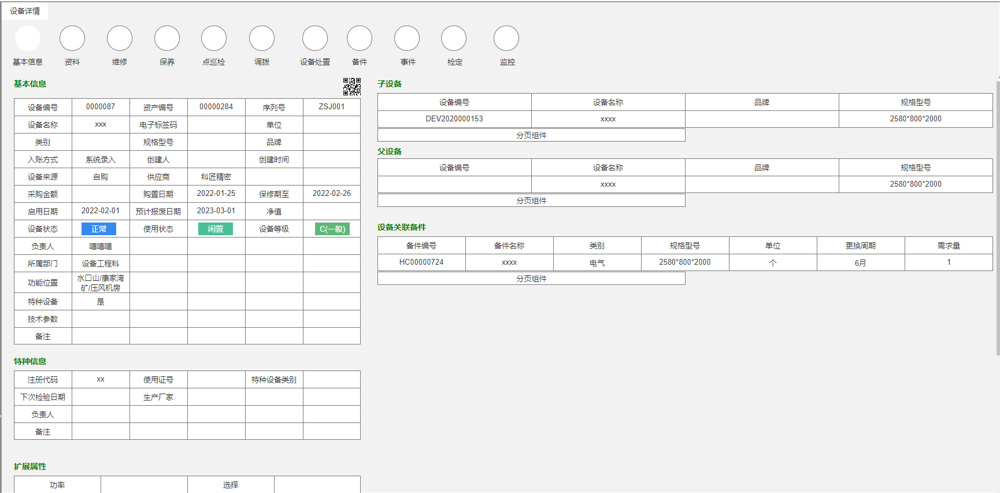 设备详情
基本信息 资料 维修 保养 点巡检 调拨 设备处置 备件 事件 检定 监控
基本信息
设备编号 0000087 资产编号 00000284 序列号 ZSJ001
设备名称 xxx 电子标签码 单位
类别 规格型号 品牌
入账方式 系统录入 创建人 创建时间
设备来源 自购 供应商 科匠精密
采购金额 购置日期 2022-01-25 保修期至 2022-02-26
启用日期 2022-02-01 预计报废日期 2023-03-01 净值
设备状态 正常 使用状态 闲置 设备等级 C(一般)
负责人 嘻嘻嘻
所属部门 设备工程科
功能位置 水口山/康家湾
矿/压风机房
特种设备 是
技术参数
备注
特种信息
注册代码 xx 使用证号 特种设备类别
下次检验日期 生产厂家
负责人
备注
扩展属性
功率 选择
子设备
设备编号 设备名称 品牌 规格型号
DEV2020000153 xxxx 2580*800*2000
分页组件
父设备
设备编号 设备名称 品牌 规格型号
xxxx 2580*800*2000
分页组件
设备关联备件
备件编号 备件名称 类别 规格型号 单位 更换周期 需求量
HC00000724 xxxx 电气 2580*800*2000 个 6月 1
分页组件